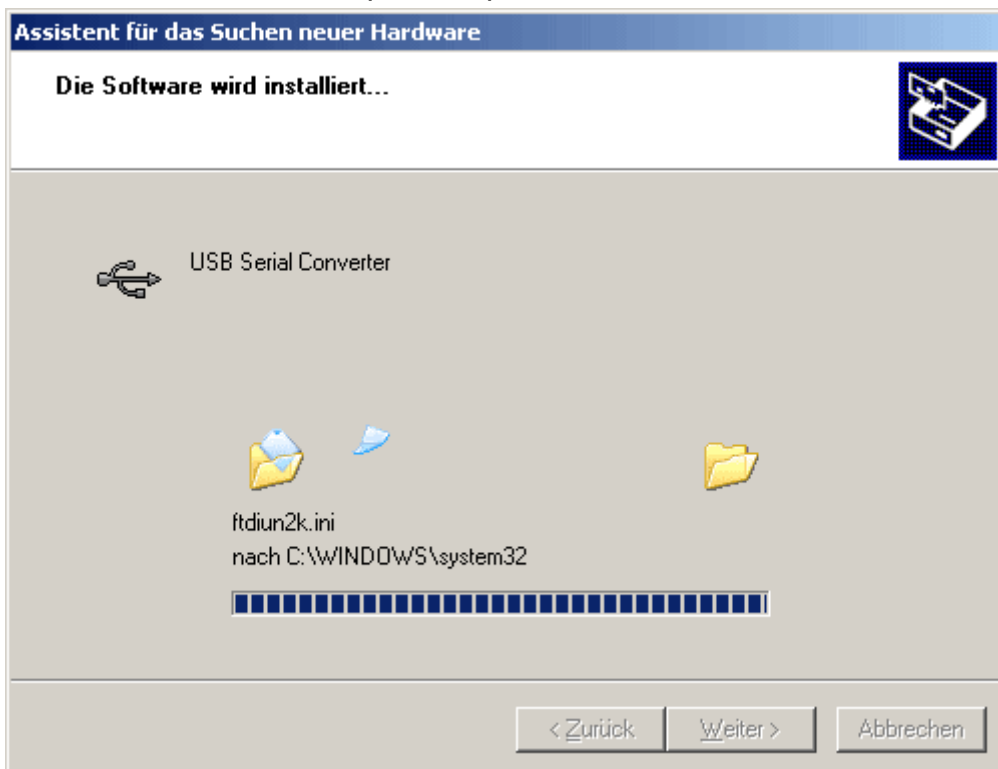 Assistent für das Suchen neuer Hardware
Die Software wird installiert...
USB Serial Converter
ftdiun2k.ini
nach C:\WINDOWS\system32
< Zurück
Weiter >
Abbrechen